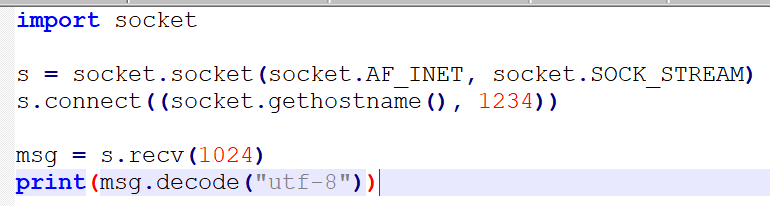 import socket
s = socket.socket(socket.AF_INET, socket.SOCK_STREAM)
s.connect((socket.gethostname(), 1234))
msg = s.recv(1024)
print(msg.decode("utf-8"))